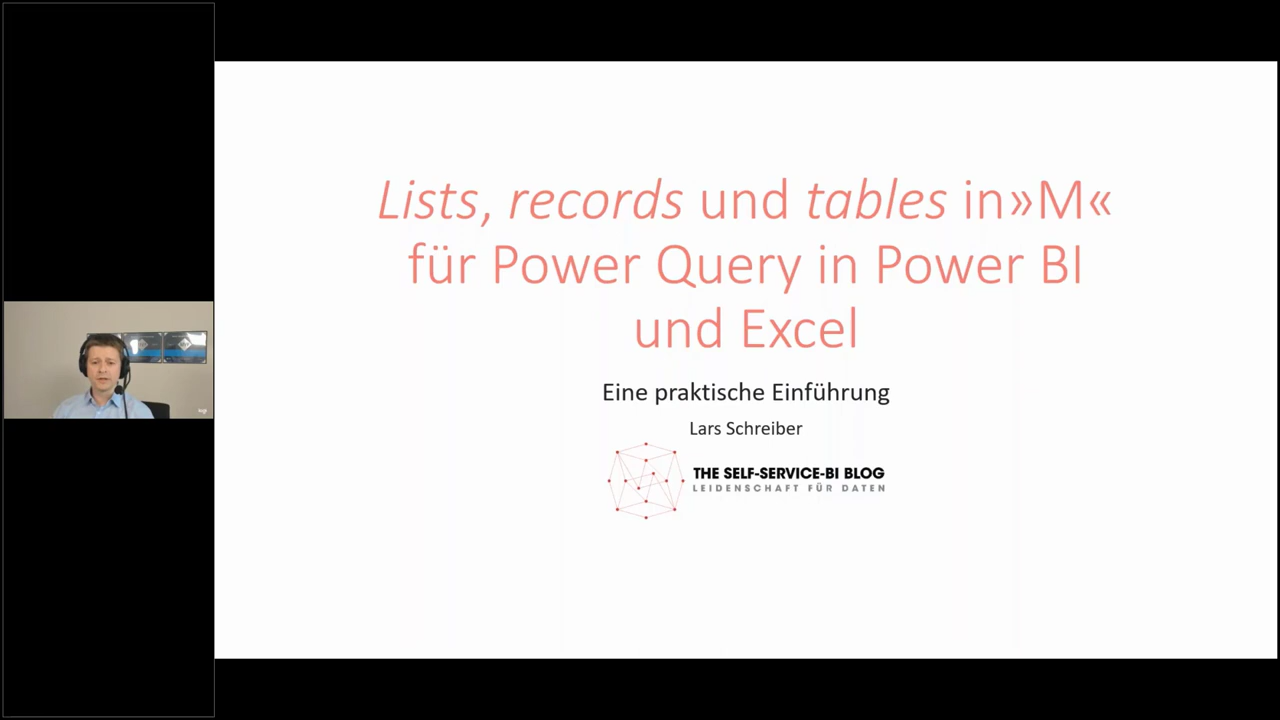 Lists, records und tables in»M«
für Power Query in Power BI
und Excel
Eine praktische Einführung
Lars Schreiber
THE SELF-SERVICE-BI BLOG
LEIDENSCHAFT FÜR DATEN